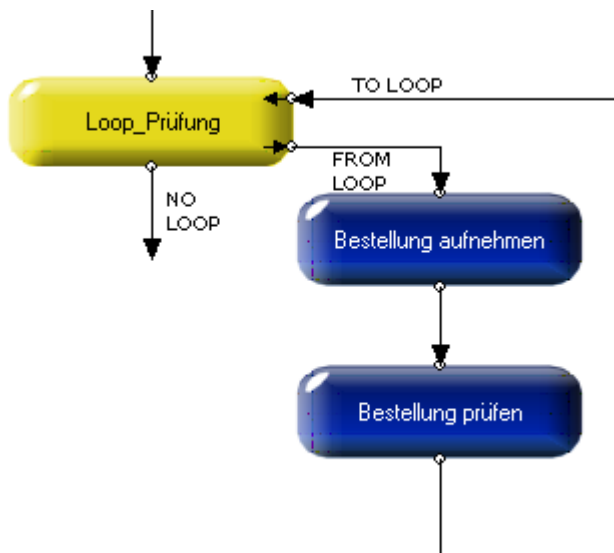 TO LOOP
Loop_Prüfung
FROM
LOOP
NO
LOOP
Bestellung aufnehmen
Bestellung prüfen